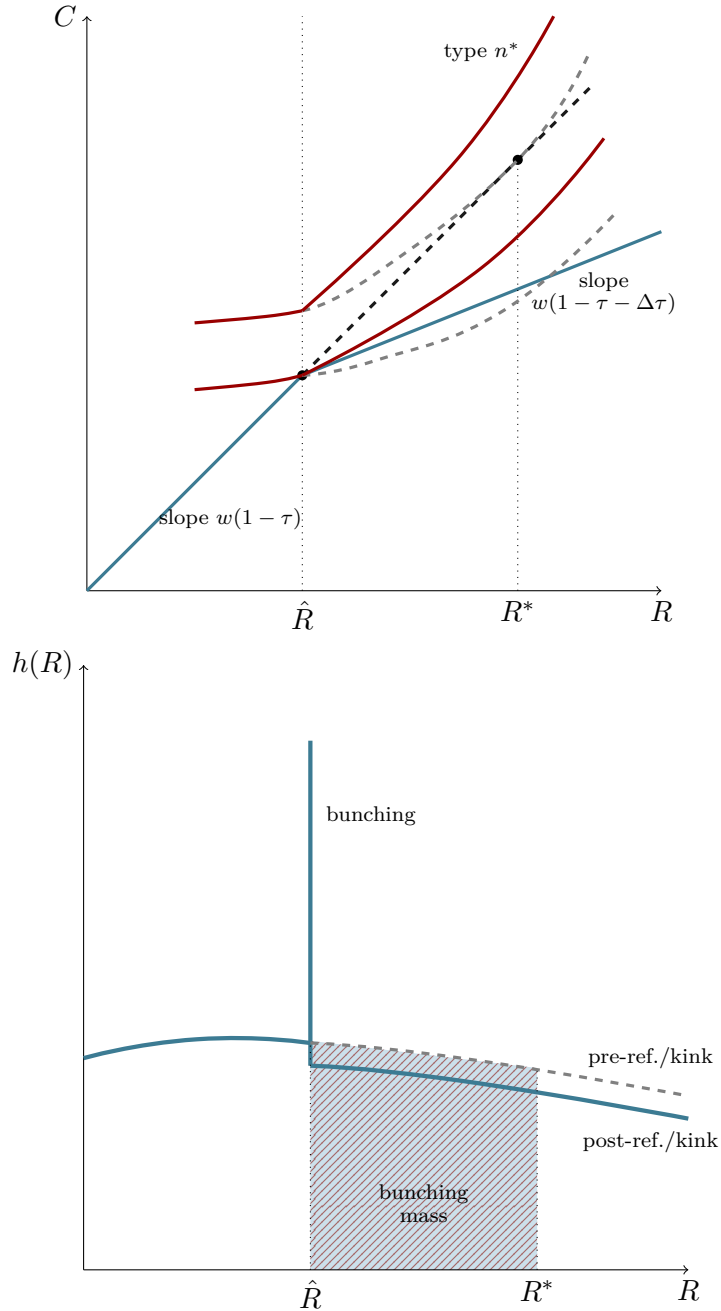 C
type n*
slope
w(1 − τ − Δτ)
slope w(1 − τ)
R̂
R*
R
h(R)
bunching
pre-ref./kink
post-ref./kink
bunching
mass
R̂
R*
R